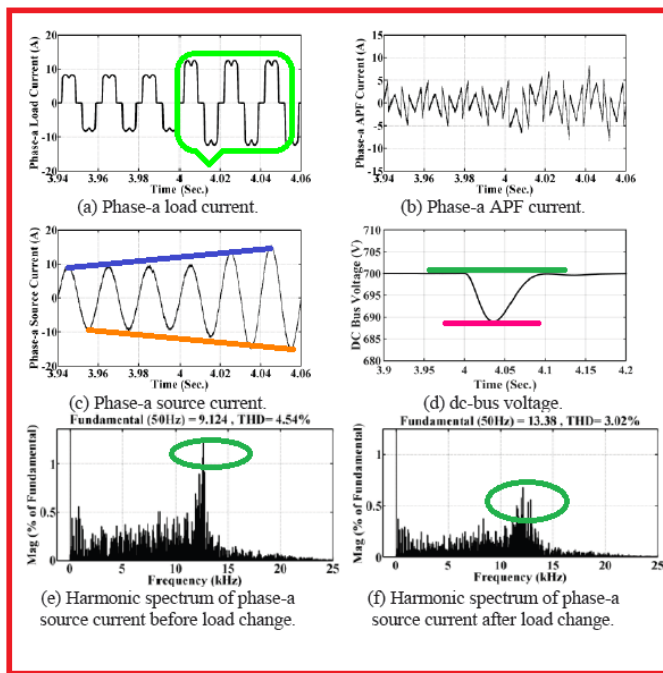 20
10
0
-10
-20
3.94 3.96 3.98 4 4.02 4.04 4.06
Phase-a Load Current (A)
Time (Sec.)
(a) Phase-a load current.
15
10
5
0
-5
-10
-15
3.94 3.96 3.98 4 4.02 4.04 4.06
Phase-a APF Current (A)
Time (Sec.)
(b) Phase-a APF current.
20
10
0
-10
-20
3.9 3.96 3.98 4 4.02 4.04 4.06
Phase-a Source Current (A)
Time (Sec.)
(c) Phase-a source current.
710
700
690
680
3.9 3.95 4 4.05 4.1 4.15 4.2
DC Bus Voltage (V)
Time (Sec.)
(d) dc-bus voltage.
Fundamental (50Hz) = 9.124 , THD= 4.54%
1
0.5
0
0 5 10 15 20 25
Mag (% of Fundamental)
Frequency (kHz)
(e) Harmonic spectrum of phase-a
source current before load change.
Fundamental (50Hz) = 13.38 , THD= 3.02%
1
0.5
0
0 5 10 15 20 25
Mag (% of Fundamental)
Frequency (kHz)
(f) Harmonic spectrum of phase-a
source current after load change.